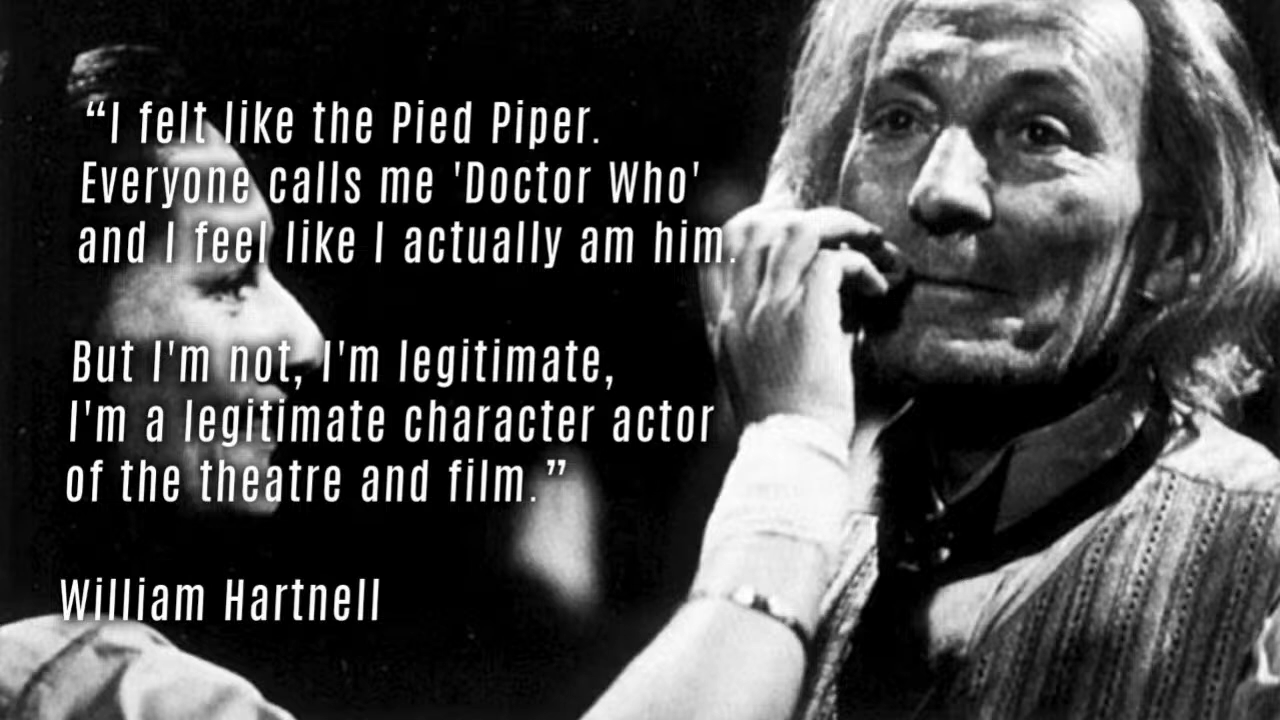 “I felt like the Pied Piper.
Everyone calls me 'Doctor Who'
and I feel like I actually am him.
But I'm not, I'm legitimate,
I'm a legitimate character actor
of the theatre and film.”
William Hartnell